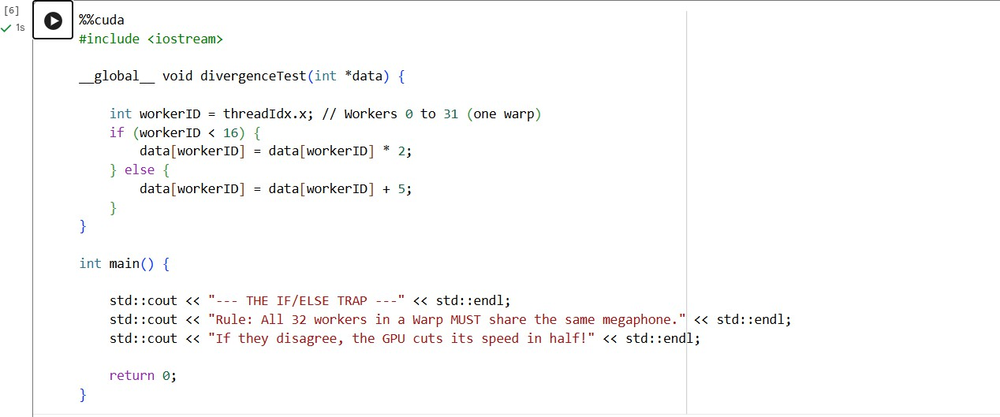 [6]
1s
%%cuda
#include <iostream>
__global__ void divergenceTest(int *data) {
int workerID = threadIdx.x; // Workers 0 to 31 (one warp)
if (workerID < 16) {
data[workerID] = data[workerID] * 2;
} else {
data[workerID] = data[workerID] + 5;
}
}
int main() {
std::cout << "--- THE IF/ELSE TRAP ---" << std::endl;
std::cout << "Rule: All 32 workers in a Warp MUST share the same megaphone." << std::endl;
std::cout << "If they disagree, the GPU cuts its speed in half!" << std::endl;
return 0;
}